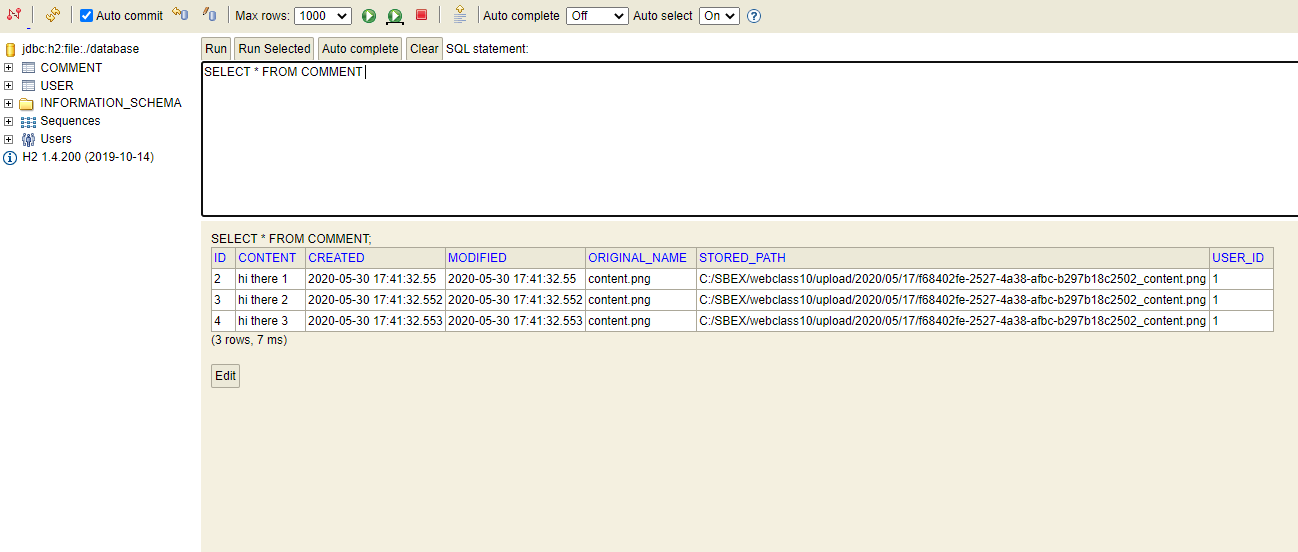 Auto commit Max rows: 1000 Auto complete Off Auto select On
jdbc:h2:file:./database
COMMENT
USER
INFORMATION_SCHEMA
Sequences
Users
H2 1.4.200 (2019-10-14)
Run Run Selected Auto complete Clear SQL statement:
SELECT * FROM COMMENT
SELECT * FROM COMMENT;
ID CONTENT CREATED MODIFIED ORIGINAL_NAME STORED_PATH USER_ID
2 hi there 1 2020-05-30 17:41:32.55 2020-05-30 17:41:32.55 content.png C:/SBEX/webclass10/upload/2020/05/17/f68402fe-2527-4a38-afbc-b297b18c2502_content.png 1
3 hi there 2 2020-05-30 17:41:32.552 2020-05-30 17:41:32.552 content.png C:/SBEX/webclass10/upload/2020/05/17/f68402fe-2527-4a38-afbc-b297b18c2502_content.png 1
4 hi there 3 2020-05-30 17:41:32.553 2020-05-30 17:41:32.553 content.png C:/SBEX/webclass10/upload/2020/05/17/f68402fe-2527-4a38-afbc-b297b18c2502_content.png 1
(3 rows, 7 ms)
Edit